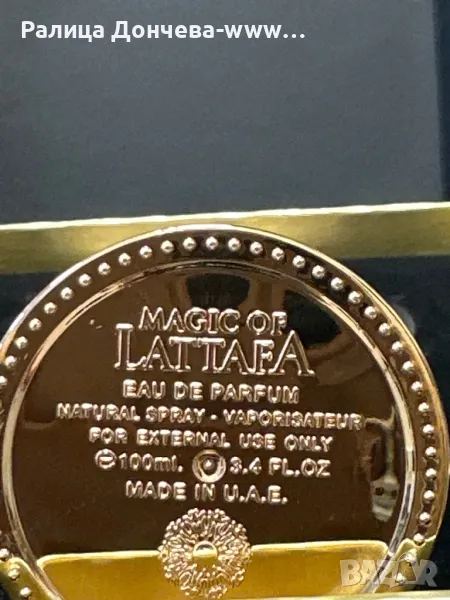 Ралица Дончева-www...
MAGIC OF
LATTAFA
EAU DE PARFUM
NATURAL SPRAY - VAPORISATEUR
FOR EXTERNAL USE ONLY
⊖100ml. 3.4 FL.OZ
MADE IN U.A.E.
BAZAR